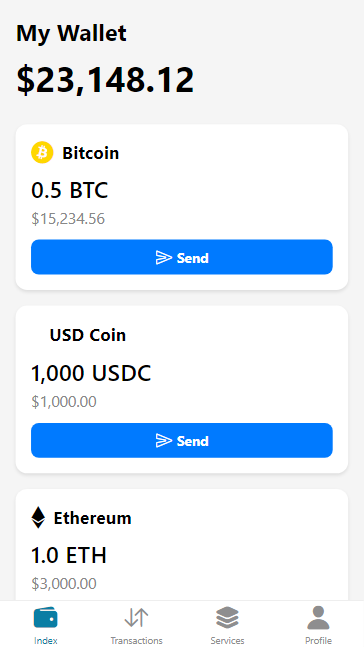 My Wallet
$23,148.12
Bitcoin
0.5 BTC
$15,234.56
Send
USD Coin
1,000 USDC
$1,000.00
Send
Ethereum
1.0 ETH
$3,000.00
Index Transactions Services Profile